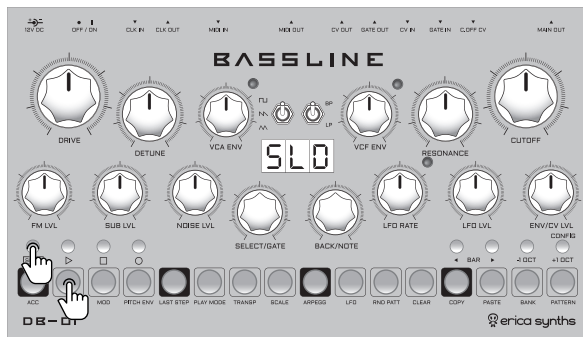 12V DC OFF / ON CLK IN CLK OUT MIDI IN MIDI OUT CV OUT GATE OUT CV IN GATE IN C.OFF CV MAIN OUT
BASSLINE
BP
LP
DRIVE DETUNE VCA ENV VCF ENV RESONANCE CUTOFF
SLD
FM LVL SUB LVL NOISE LVL SELECT/GATE BACK/NOTE LFO RATE LFO LVL ENV/CV LVL
CONFIG
BAR -1 OCT +1 OCT
ACC MOD PITCH ENV LAST STEP PLAY MODE TRANSP SCALE ARPEGG LFO RND PATT CLEAR COPY PASTE BANK PATTERN
DB-01 erica synths